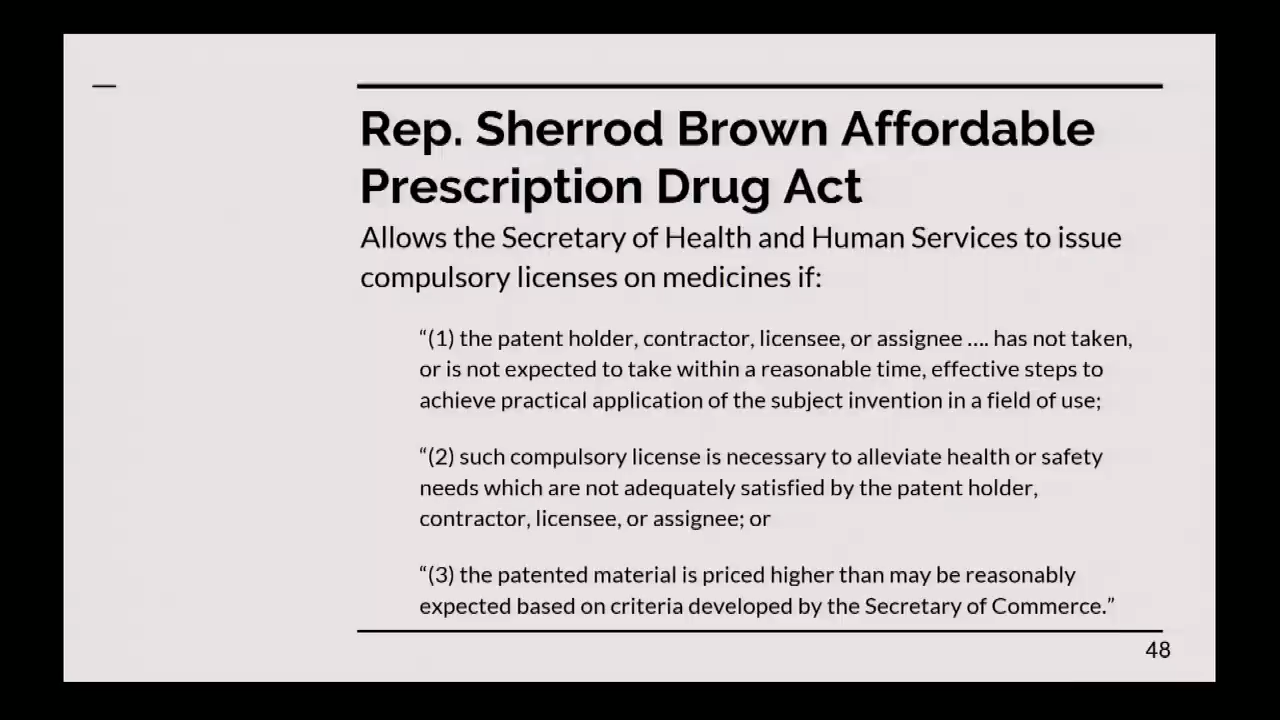 Rep. Sherrod Brown Affordable
Prescription Drug Act
Allows the Secretary of Health and Human Services to issue
compulsory licenses on medicines if:
“(1) the patent holder, contractor, licensee, or assignee .... has not taken,
or is not expected to take within a reasonable time, effective steps to
achieve practical application of the subject invention in a field of use;
“(2) such compulsory license is necessary to alleviate health or safety
needs which are not adequately satisfied by the patent holder,
contractor, licensee, or assignee; or
“(3) the patented material is priced higher than may be reasonably
expected based on criteria developed by the Secretary of Commerce.”
48